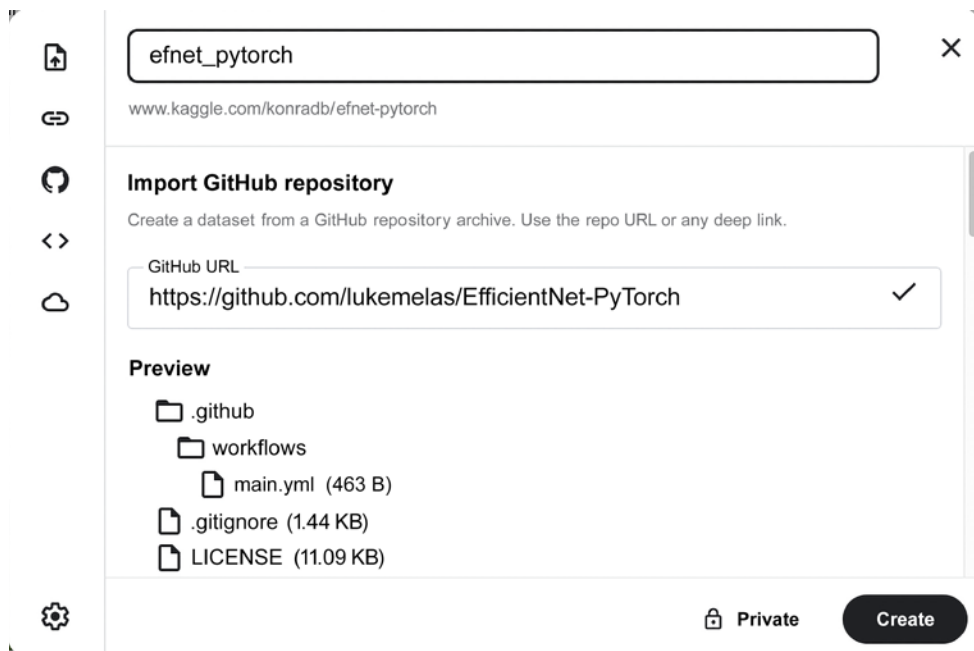 efnet_pytorch
www.kaggle.com/konradb/efnet-pytorch
Import GitHub repository
Create a dataset from a GitHub repository archive. Use the repo URL or any deep link.
GitHub URL
https://github.com/lukemelas/EfficientNet-PyTorch
Preview
.github
workflows
main.yml (463 B)
.gitignore (1.44 KB)
LICENSE (11.09 KB)
Private
Create